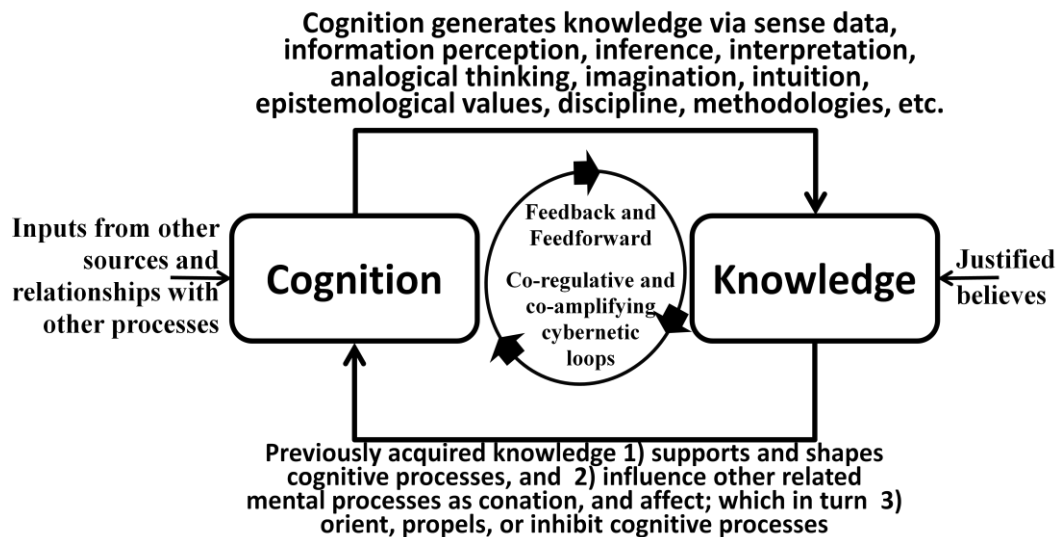 Cognition generates knowledge via sense data,
information perception, inference, interpretation,
analogical thinking, imagination, intuition,
epistemological values, discipline, methodologies, etc.
Inputs from other
sources and
relationships with
other processes
Cognition
Feedback and
Feedforward
Co-regulative and
co-amplifying
cybernetic
loops
Knowledge
Justified
believes
Previously acquired knowledge 1) supports and shapes
cognitive processes, and 2) influence other related
mental processes as conation, and affect; which in turn 3)
orient, propels, or inhibit cognitive processes